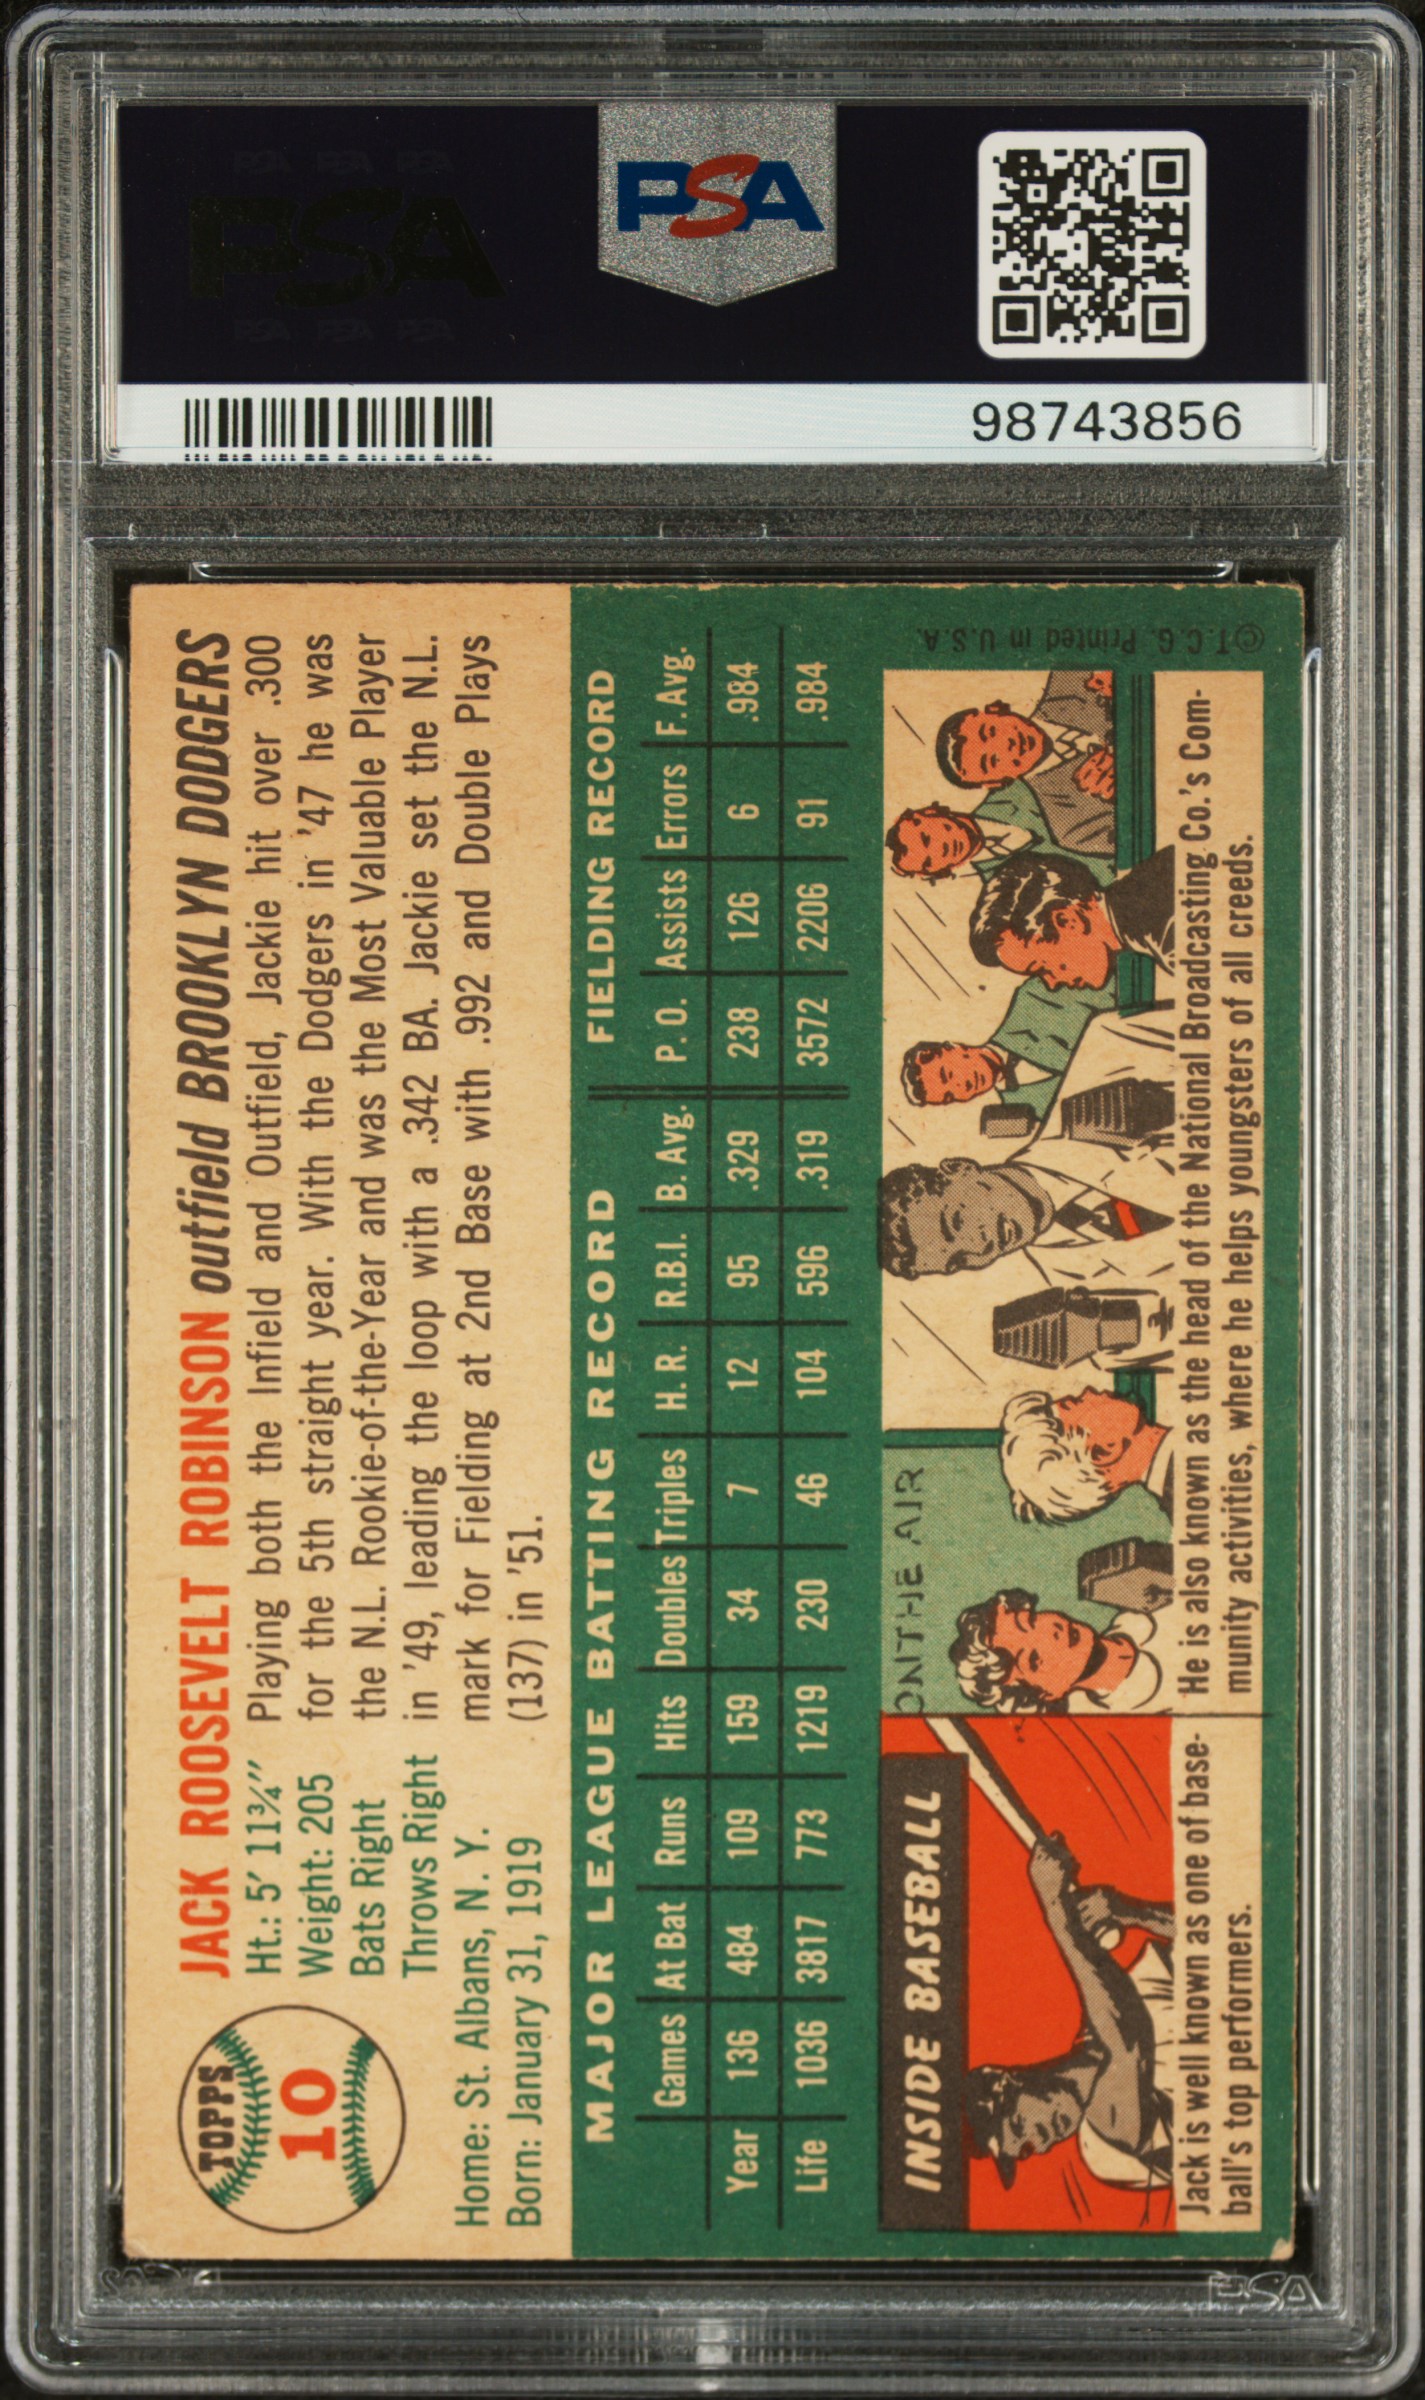 PSA
98743856
TOPPS
10
JACK ROOSEVELT ROBINSON outfield BROOKLYN DODGERS
Ht.: 5' 11¾"
Weight: 205
Bats Right
Throws Right
Home: St. Albans, N. Y.
Born: January 31, 1919
Playing both the Infield and Outfield, Jackie hit over .300
for the 5th straight year. With the Dodgers in '47 he was
the N.L. Rookie-of-the-Year and was the Most Valuable Player
in '49, leading the loop with a .342 BA. Jackie set the N.L.
mark for Fielding at 2nd Base with .992 and Double Plays
(137) in '51.
MAJOR LEAGUE BATTING RECORD FIELDING RECORD
Games At Bat Runs Hits Doubles Triples H. R. R.B.I. B. Avg. P. O. Assists Errors F. Avg.
Year 136 484 109 159 34 7 12 95 .329 238 126 6 .984
Life 1036 3817 773 1219 230 46 104 596 .319 3572 2206 91 .984
INSIDE BASEBALL
ON THE AIR
Jack is well known as one of base-
ball's top performers.
He is also known as the head of the National Broadcasting Co.'s Com-
munity activities, where he helps youngsters of all creeds.
©T. C. G. Printed in U.S.A.
PSA
PSA PSA PSA
PSA PSA PSA
PSA